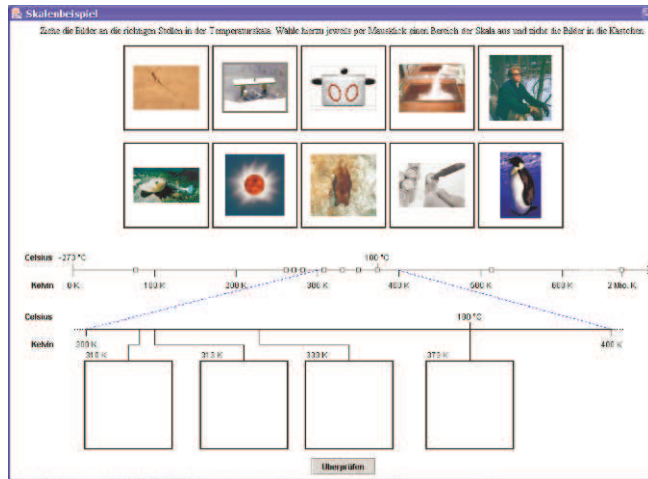 Skalenbeispiel
Ziehe die Bilder an die richtigen Stellen in der Temperaturskala. Wähle hierzu jeweils per Mausklick einen Bereich der Skala aus und ziehe die Bilder in die Kästchen.
Celsius -273 °C 100 °C
Kelvin 0 K 100 K 200 K 300 K 400 K 500 K 600 K 2 Mio. K
Celsius 100 °C
Kelvin 300 K 400 K
310 K 313 K 333 K 373 K
Überprüfen